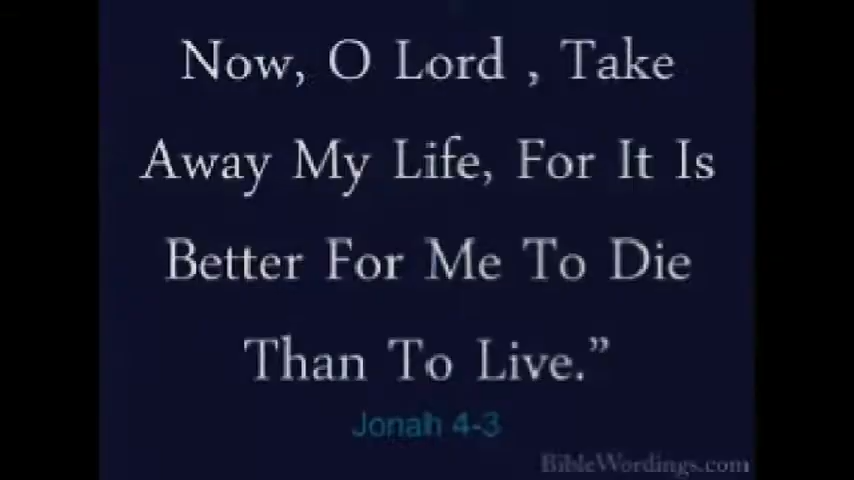 Now, O Lord , Take
Away My Life, For It Is
Better For Me To Die
Than To Live.”
Jonah 4-3
BibleWordings.com